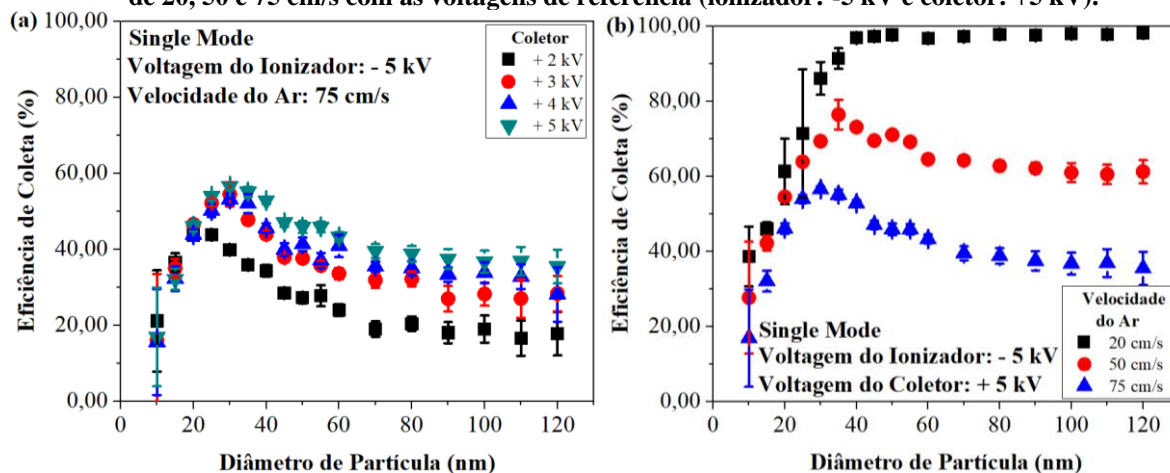 de 20, 50 e 75 cm/s com as voltagens de referência (ionizador: -5 kV e coletor: +5 kV).
(a)
Single Mode
Voltagem do Ionizador: - 5 kV
Velocidade do Ar: 75 cm/s
Coletor
+ 2 kV
+ 3 kV
+ 4 kV
+ 5 kV
Eficiência de Coleta (%)
100,00
80,00
60,00
40,00
20,00
0,00
0 20 40 60 80 100 120
Diâmetro de Partícula (nm)
(b)
Eficiência de Coleta (%)
100,00
80,00
60,00
40,00
20,00
0,00
Single Mode
Voltagem do Ionizador: - 5 kV
Voltagem do Coletor: + 5 kV
Velocidade
do Ar
20 cm/s
50 cm/s
75 cm/s
0 20 40 60 80 100 120
Diâmetro de Partícula (nm)